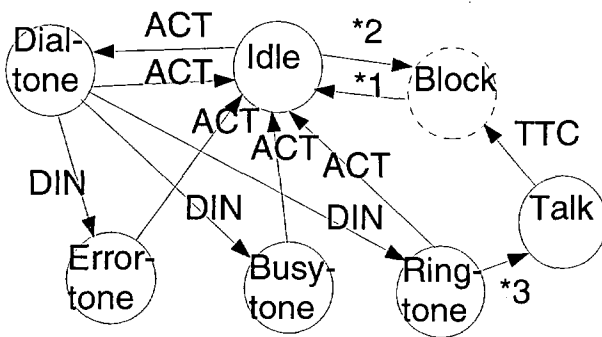 ACT
*2
Dial-
tone
Idle
ACT
*1
Block
ACT
ACT
TTC
ACT
DIN
DIN
DIN
Talk
Error-
tone
Busy-
tone
Ring-
tone
*3